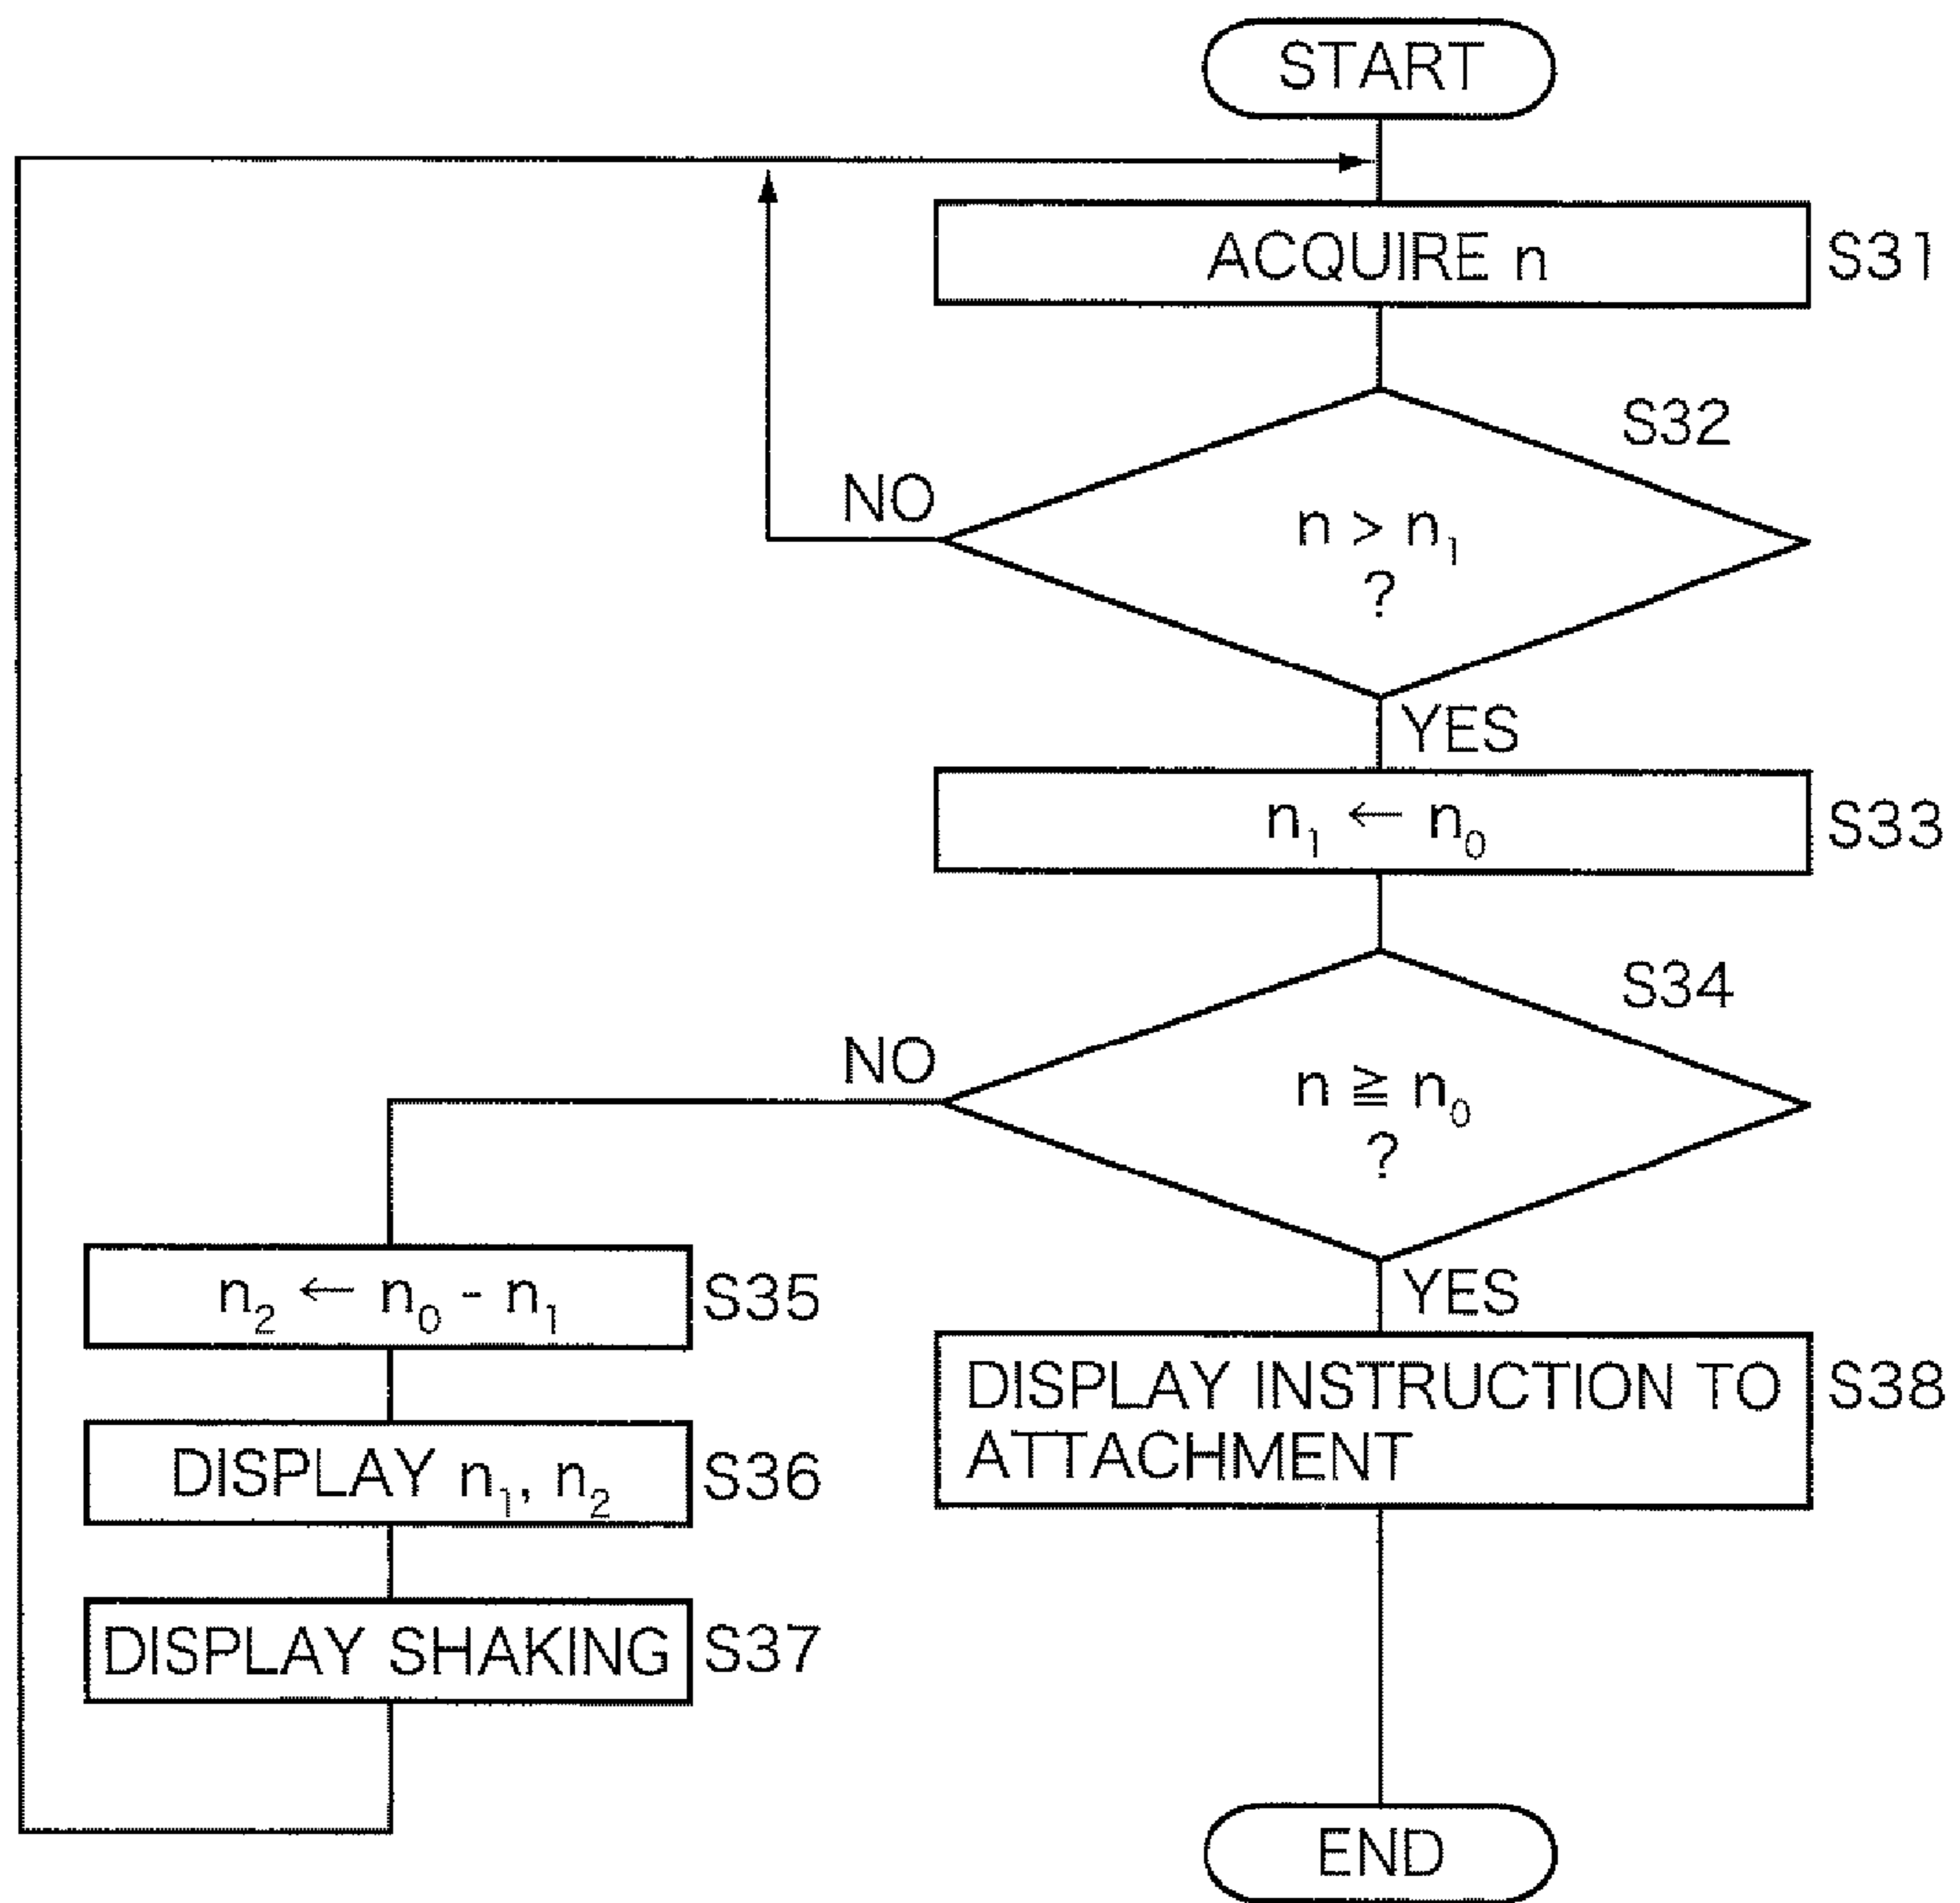 START
ACQUIRE n
S31
S32
NO
n > n₁
?
YES
n₁ ← n₀
S33
S34
NO
n ≧ n₀
?
YES
n₂ ← n₀ - n₁
S35
DISPLAY INSTRUCTION TO
ATTACHMENT
S38
DISPLAY n₁, n₂
S36
DISPLAY SHAKING
S37
END